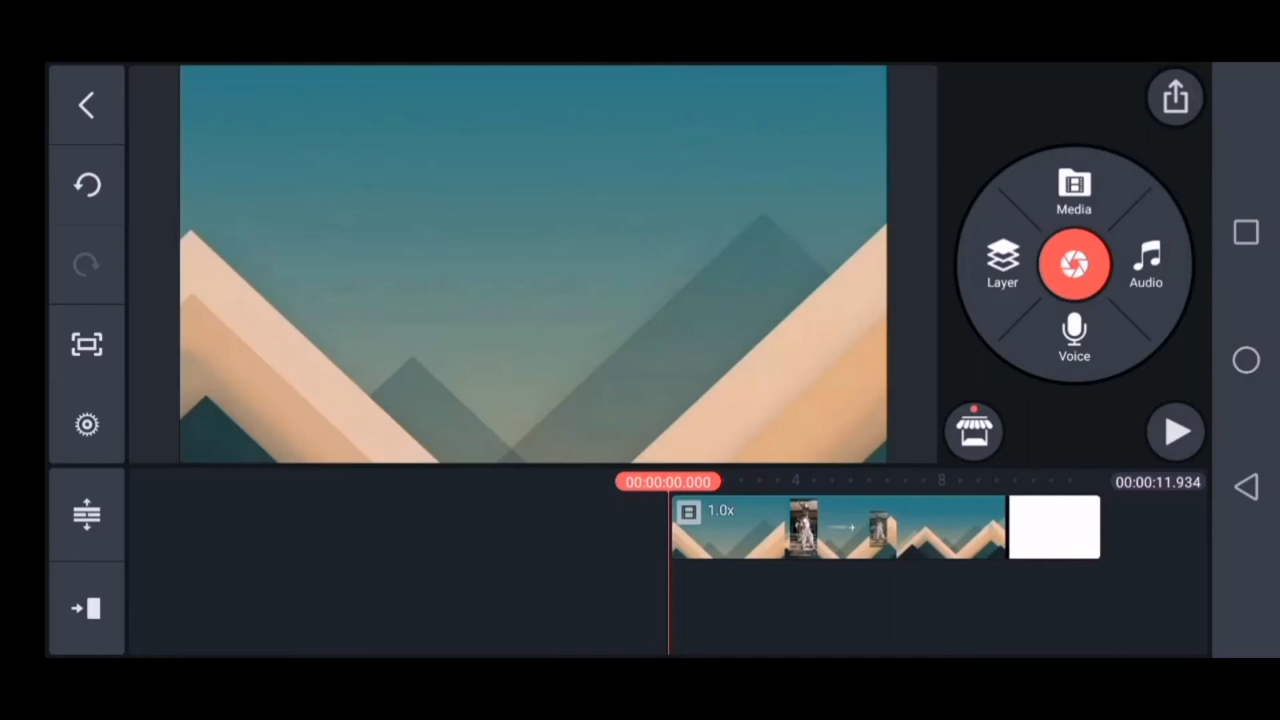 Media
Layer
Audio
Voice
00:00:00.000
4
8
00:00:11.934
1.0x